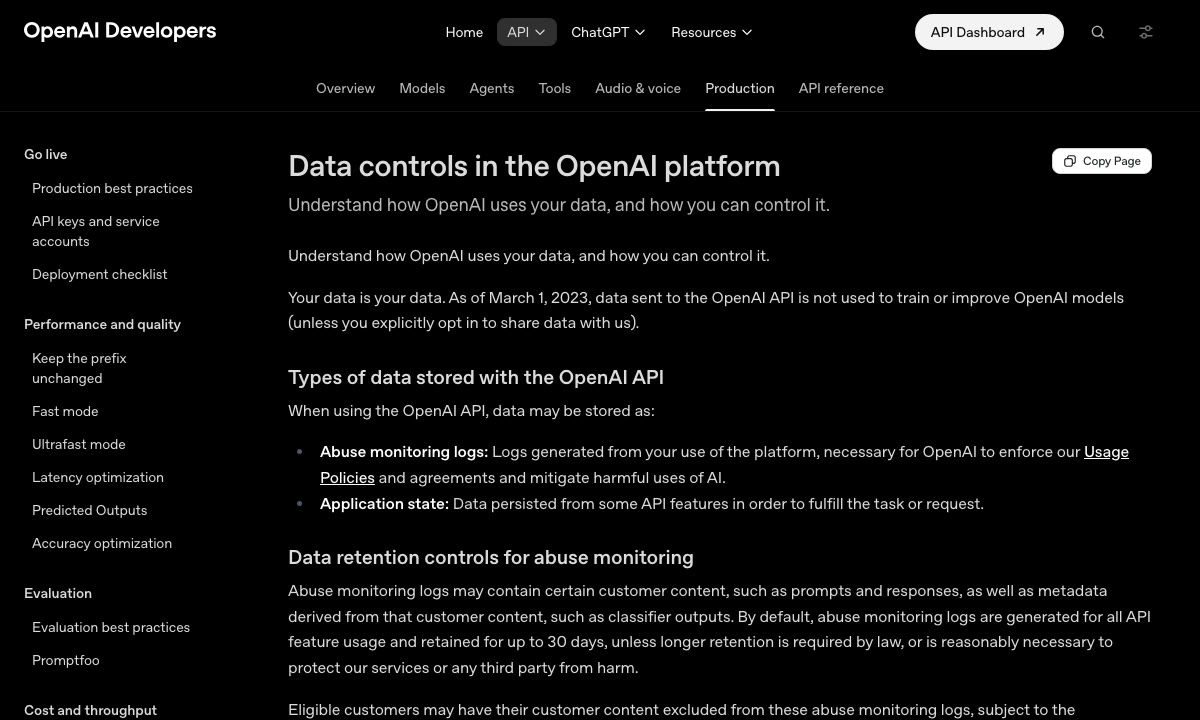 OpenAI Developers
Home
API
ChatGPT
Resources
API Dashboard
Overview
Models
Agents
Tools
Audio & voice
Production
API reference
Go live
Production best practices
API keys and service
accounts
Deployment checklist
Performance and quality
Keep the prefix
unchanged
Fast mode
Ultrafast mode
Latency optimization
Predicted Outputs
Accuracy optimization
Evaluation
Evaluation best practices
Promptfoo
Cost and throughput
Data controls in the OpenAI platform
Copy Page
Understand how OpenAI uses your data, and how you can control it.
Understand how OpenAI uses your data, and how you can control it.
Your data is your data. As of March 1, 2023, data sent to the OpenAI API is not used to train or improve OpenAI models
(unless you explicitly opt in to share data with us).
Types of data stored with the OpenAI API
When using the OpenAI API, data may be stored as:
Abuse monitoring logs: Logs generated from your use of the platform, necessary for OpenAI to enforce our Usage
Policies and agreements and mitigate harmful uses of AI.
Application state: Data persisted from some API features in order to fulfill the task or request.
Data retention controls for abuse monitoring
Abuse monitoring logs may contain certain customer content, such as prompts and responses, as well as metadata
derived from that customer content, such as classifier outputs. By default, abuse monitoring logs are generated for all API
feature usage and retained for up to 30 days, unless longer retention is required by law, or is reasonably necessary to
protect our services or any third party from harm.
Eligible customers may have their customer content excluded from these abuse monitoring logs, subject to the